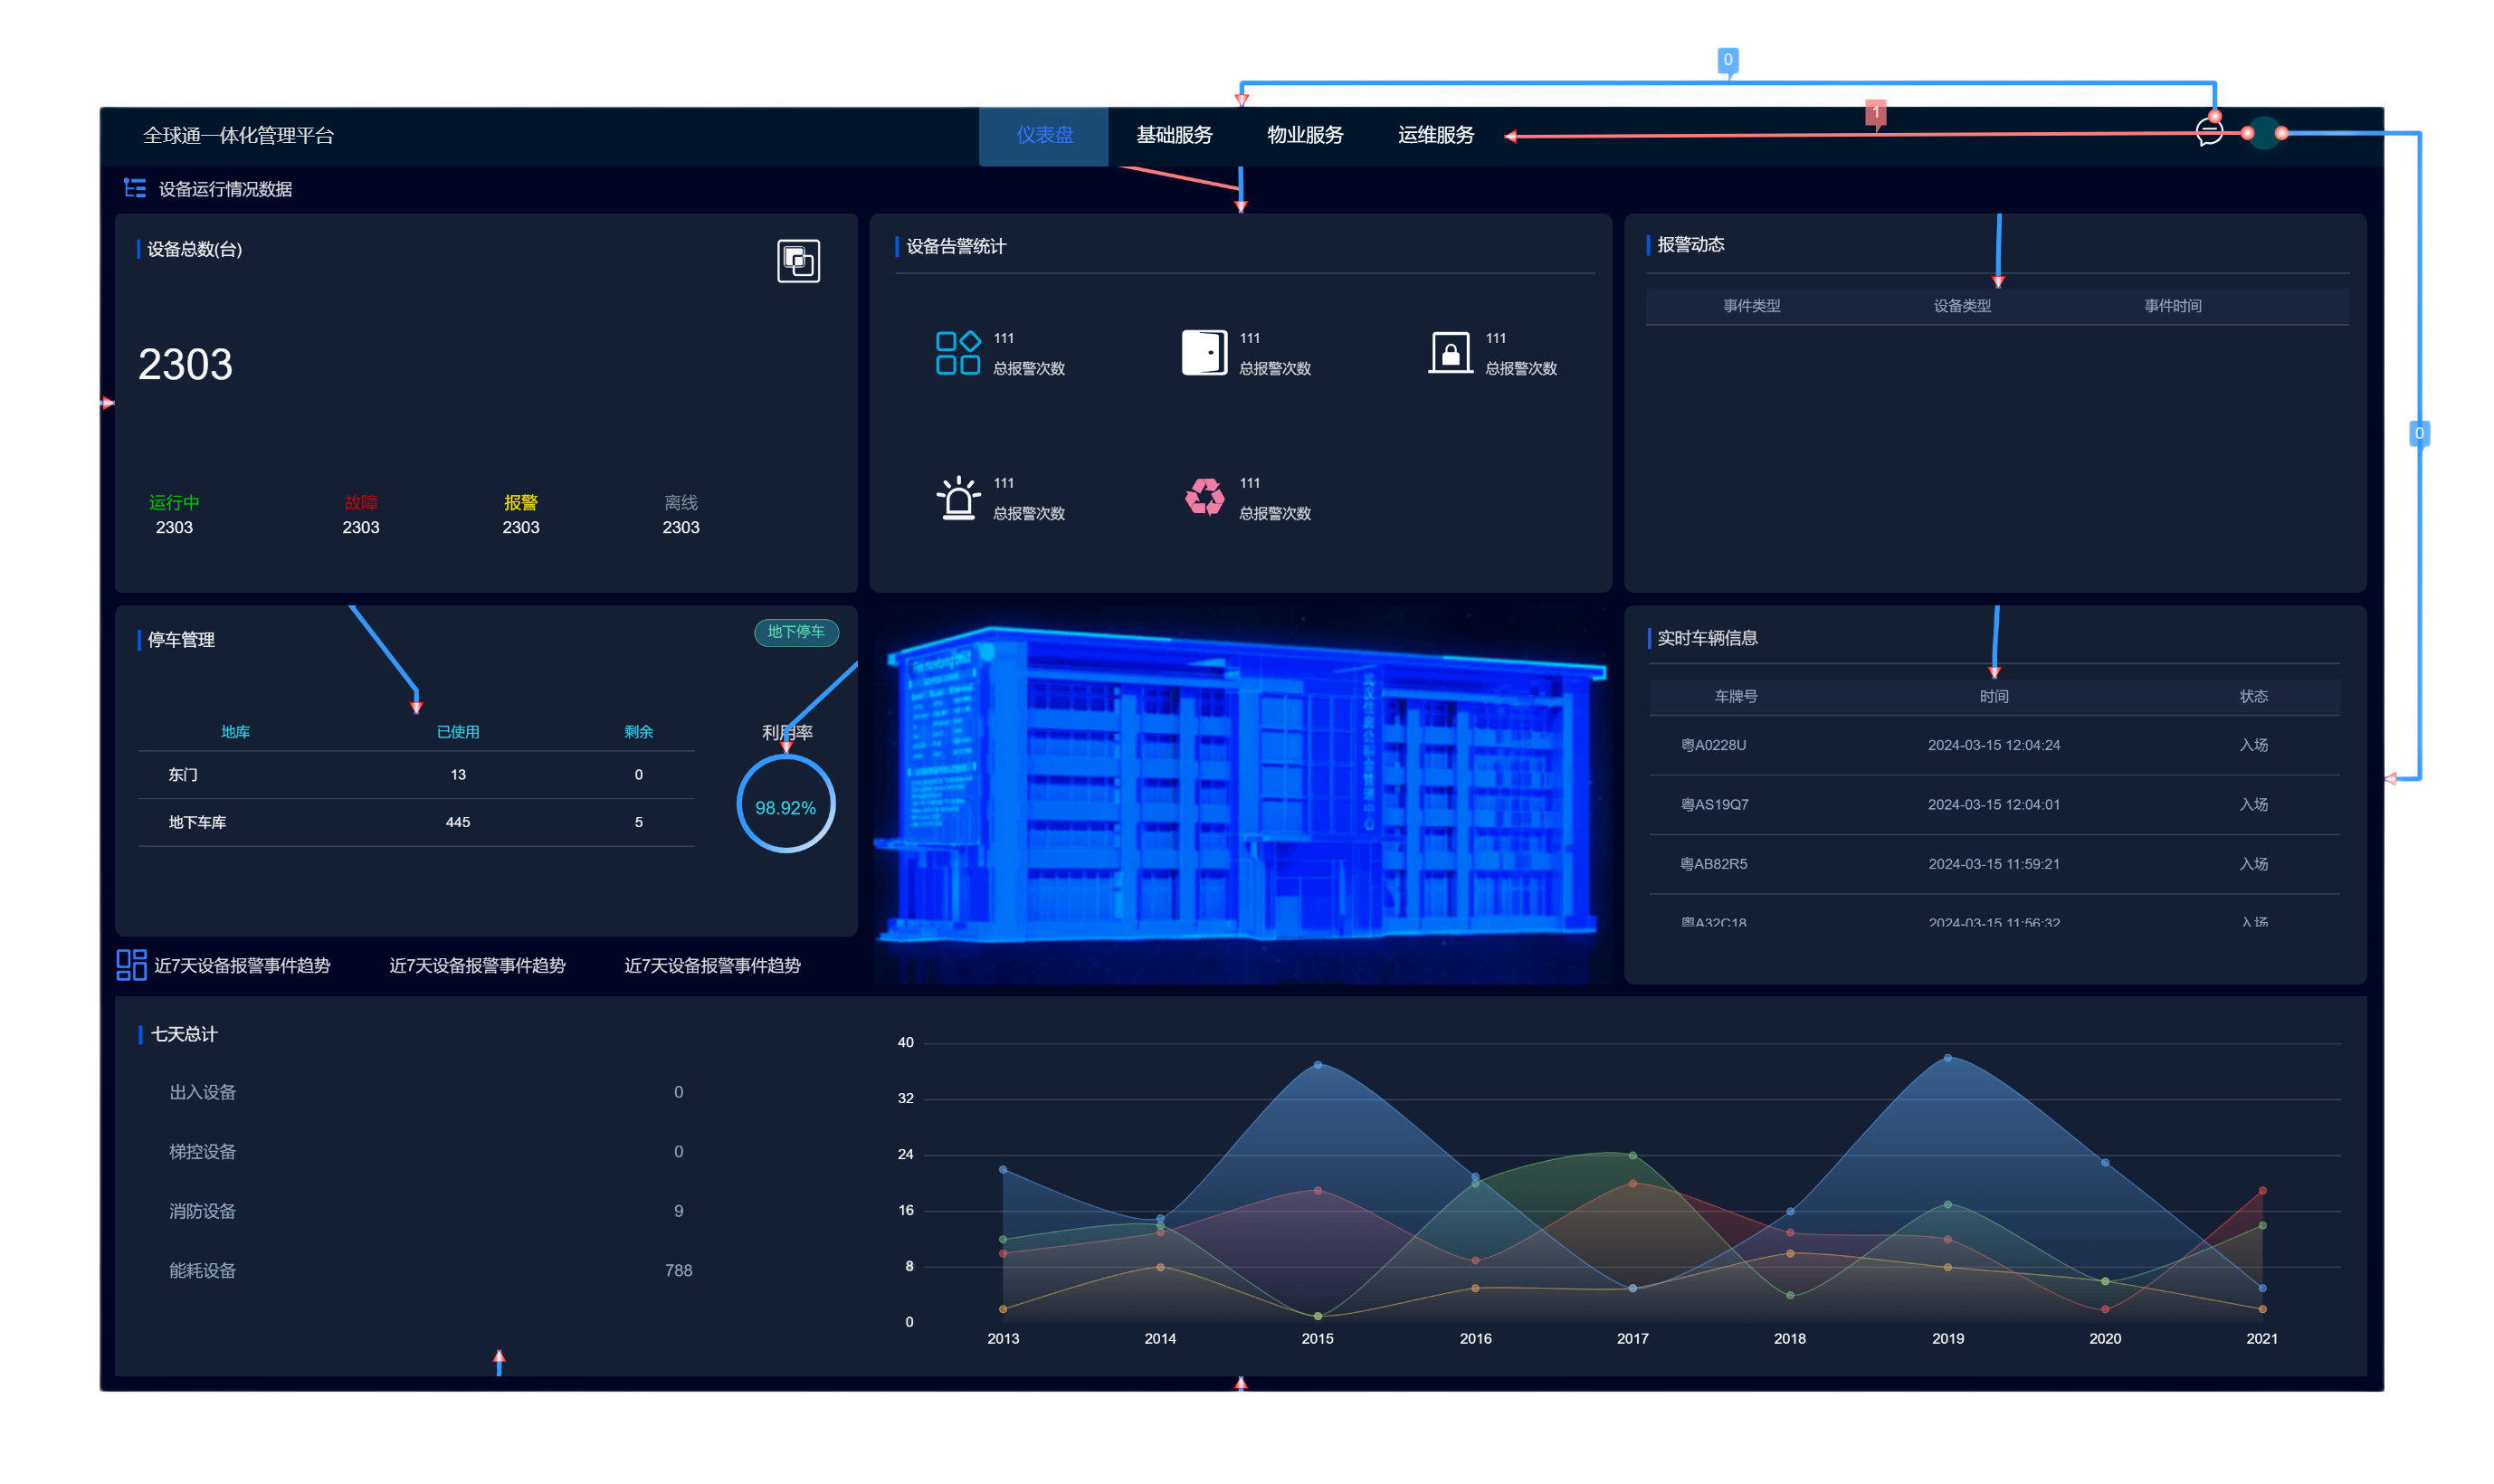 0
1
全球通一体化管理平台
仪表盘
基础服务
物业服务
运维服务
设备运行情况数据
设备总数(台)
2303
运行中
故障
报警
离线
2303
2303
2303
2303
设备告警统计
111
总报警次数
111
总报警次数
111
总报警次数
111
总报警次数
111
总报警次数
报警动态
事件类型
设备类型
事件时间
0
停车管理
地下停车
地库
已使用
剩余
东门
13
0
地下车库
445
5
利用率
98.92%
实时车辆信息
车牌号
时间
状态
粤A0228U
2024-03-15 12:04:24
入场
粤AS19Q7
2024-03-15 12:04:01
入场
粤AB82R5
2024-03-15 11:59:21
入场
粤A32C18
2024-03-15 11:56:32
入场
近7天设备报警事件趋势
近7天设备报警事件趋势
近7天设备报警事件趋势
七天总计
出入设备
0
梯控设备
0
消防设备
9
能耗设备
788
40
32
24
16
8
0
2013
2014
2015
2016
2017
2018
2019
2020
2021